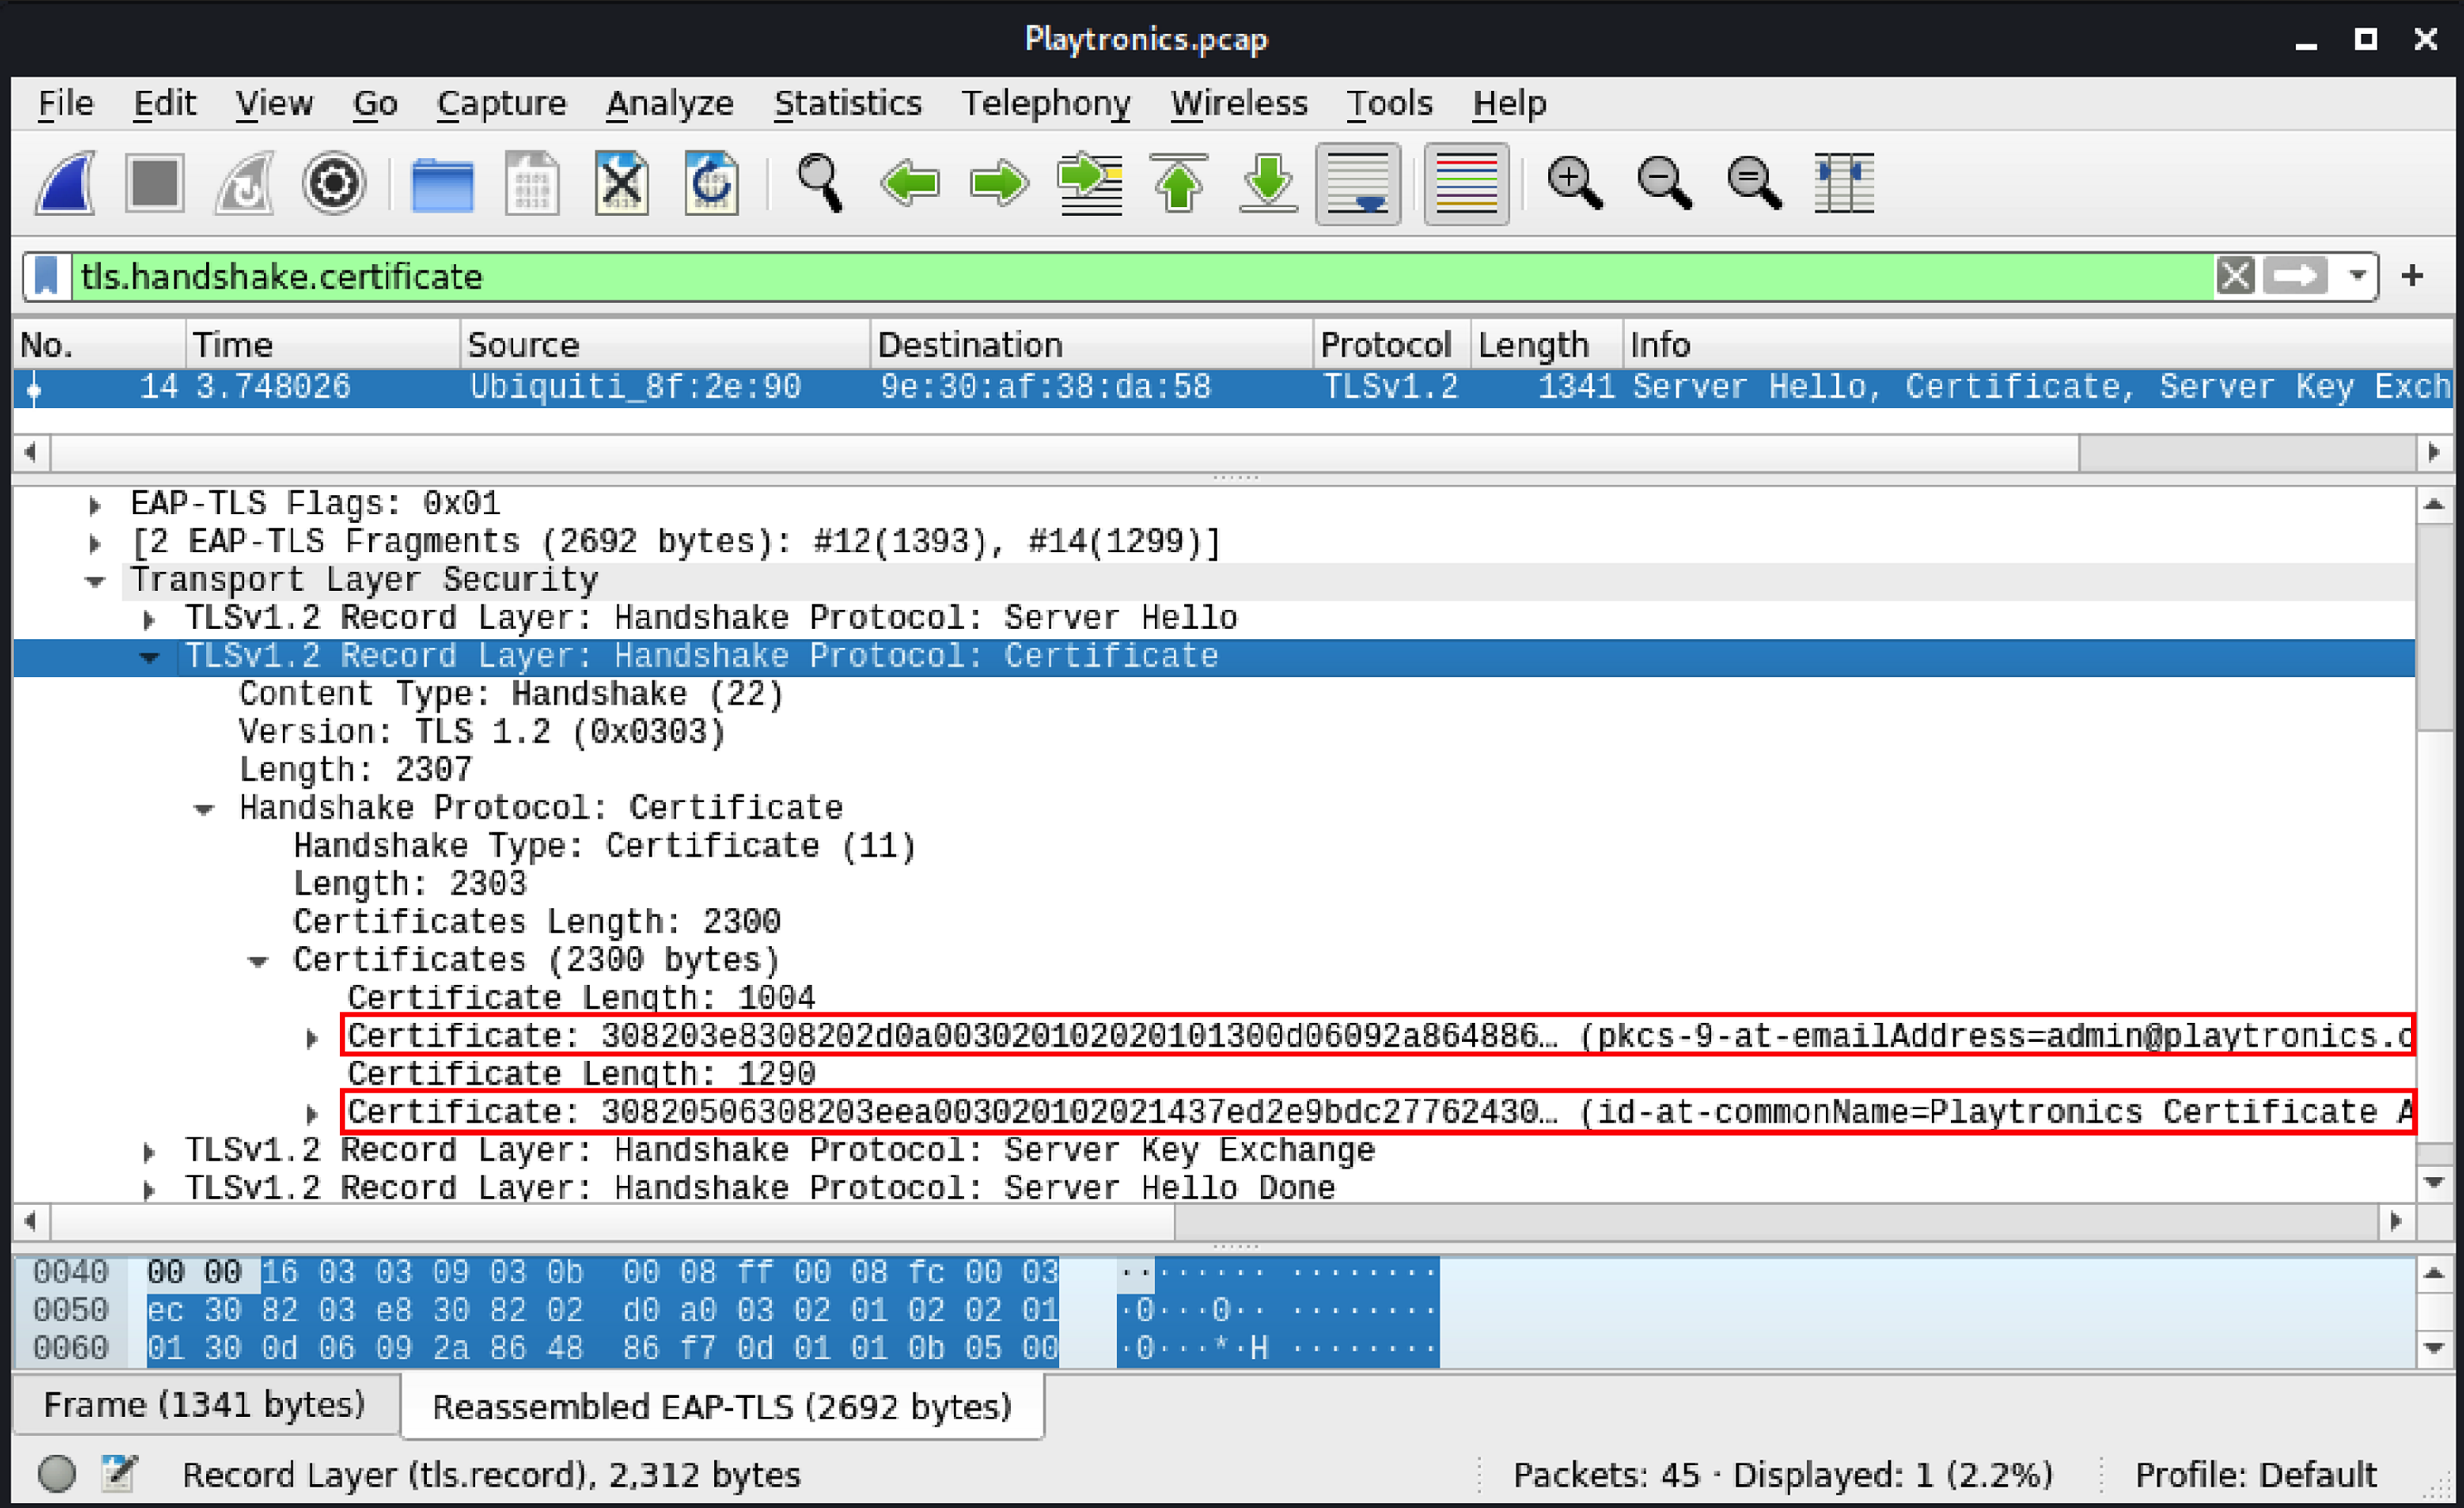 Playtronics.pcap
File Edit View Go Capture Analyze Statistics Telephony Wireless Tools Help
tls.handshake.certificate
No. Time Source Destination Protocol Length Info
14 3.748026 Ubiquiti_8f:2e:90 9e:30:af:38:da:58 TLSv1.2 1341 Server Hello, Certificate, Server Key Exch
EAP-TLS Flags: 0x01
[2 EAP-TLS Fragments (2692 bytes): #12(1393), #14(1299)]
Transport Layer Security
TLSv1.2 Record Layer: Handshake Protocol: Server Hello
TLSv1.2 Record Layer: Handshake Protocol: Certificate
Content Type: Handshake (22)
Version: TLS 1.2 (0x0303)
Length: 2307
Handshake Protocol: Certificate
Handshake Type: Certificate (11)
Length: 2303
Certificates Length: 2300
Certificates (2300 bytes)
Certificate Length: 1004
Certificate: 308203e8308202d0a003020102020101300d06092a864886… (pkcs-9-at-emailAddress=admin@playtronics.c
Certificate Length: 1290
Certificate: 30820506308203eea003020102021437ed2e9bdc27762430… (id-at-commonName=Playtronics Certificate A
TLSv1.2 Record Layer: Handshake Protocol: Server Key Exchange
TLSv1.2 Record Layer: Handshake Protocol: Server Hello Done
0040 00 00 16 03 03 09 03 0b 00 08 ff 00 08 fc 00 03 ········ ········
0050 ec 30 82 03 e8 30 82 02 d0 a0 03 02 01 02 02 01 ·0···0·· ········
0060 01 30 0d 06 09 2a 86 48 86 f7 0d 01 01 0b 05 00 ·0···*·H ········
Frame (1341 bytes) Reassembled EAP-TLS (2692 bytes)
Record Layer (tls.record), 2,312 bytes Packets: 45 · Displayed: 1 (2.2%) Profile: Default